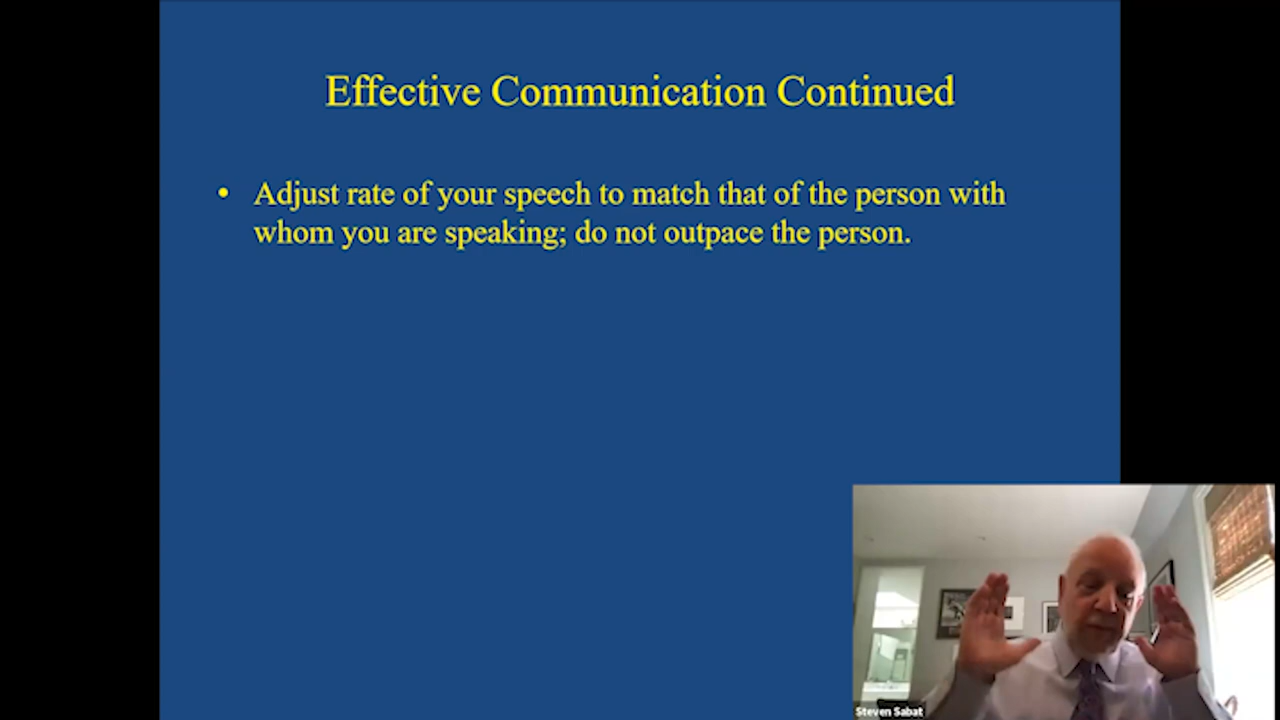 Effective Communication Continued
• Adjust rate of your speech to match that of the person with
whom you are speaking; do not outpace the person.
Steven Sabat